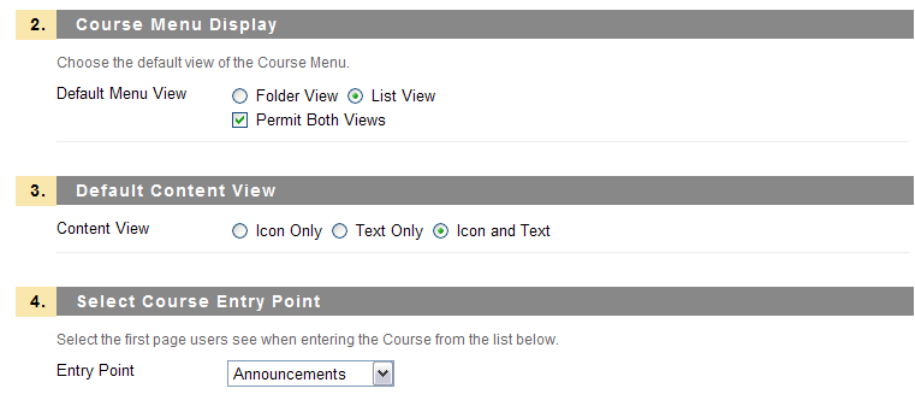 2. Course Menu Display
Choose the default view of the Course Menu.
Default Menu View Folder View List View
Permit Both Views
3. Default Content View
Content View Icon Only Text Only Icon and Text
4. Select Course Entry Point
Select the first page users see when entering the Course from the list below.
Entry Point Announcements